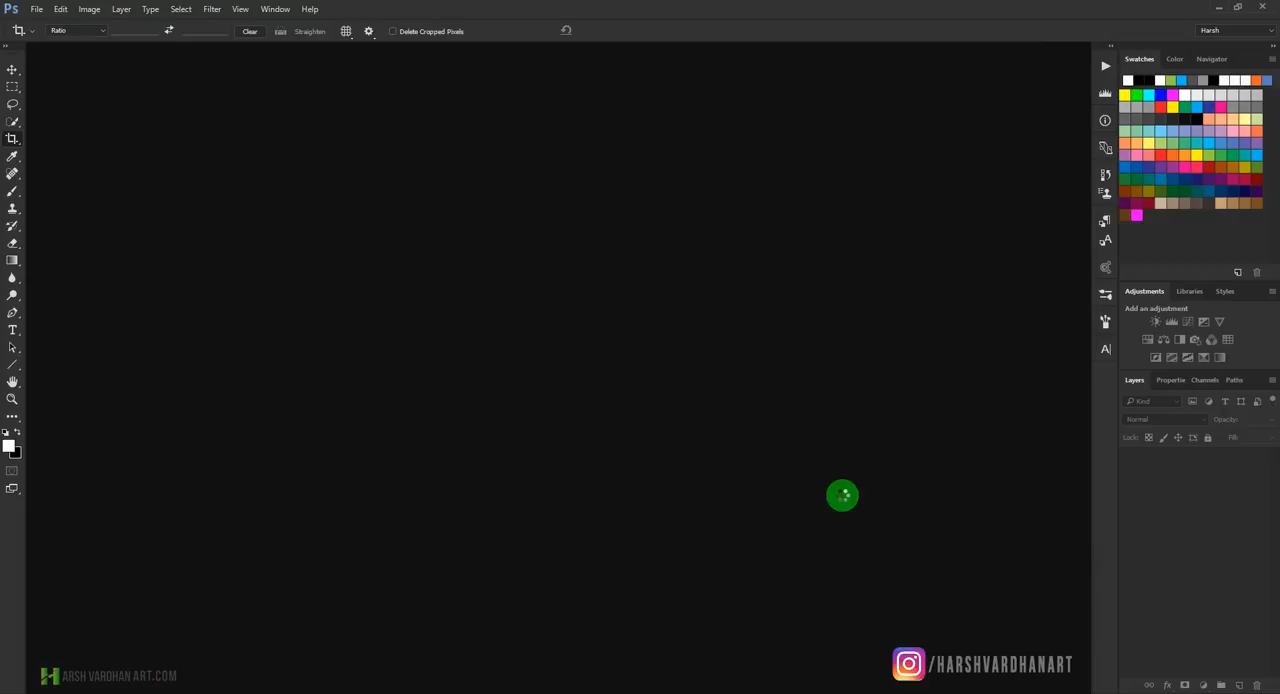 Ps File Edit Image Layer Type Select Filter View Window Help
Ratio Clear Straighten Delete Cropped Pixels Harsh
Swatches Color Navigator
Adjustments Libraries Styles
Add an adjustment
Layers Propertie Channels Paths
Kind
Normal Opacity:
Lock: Fill:
HARSH VARDHAN ART.COM
/HARSHVARDHANART